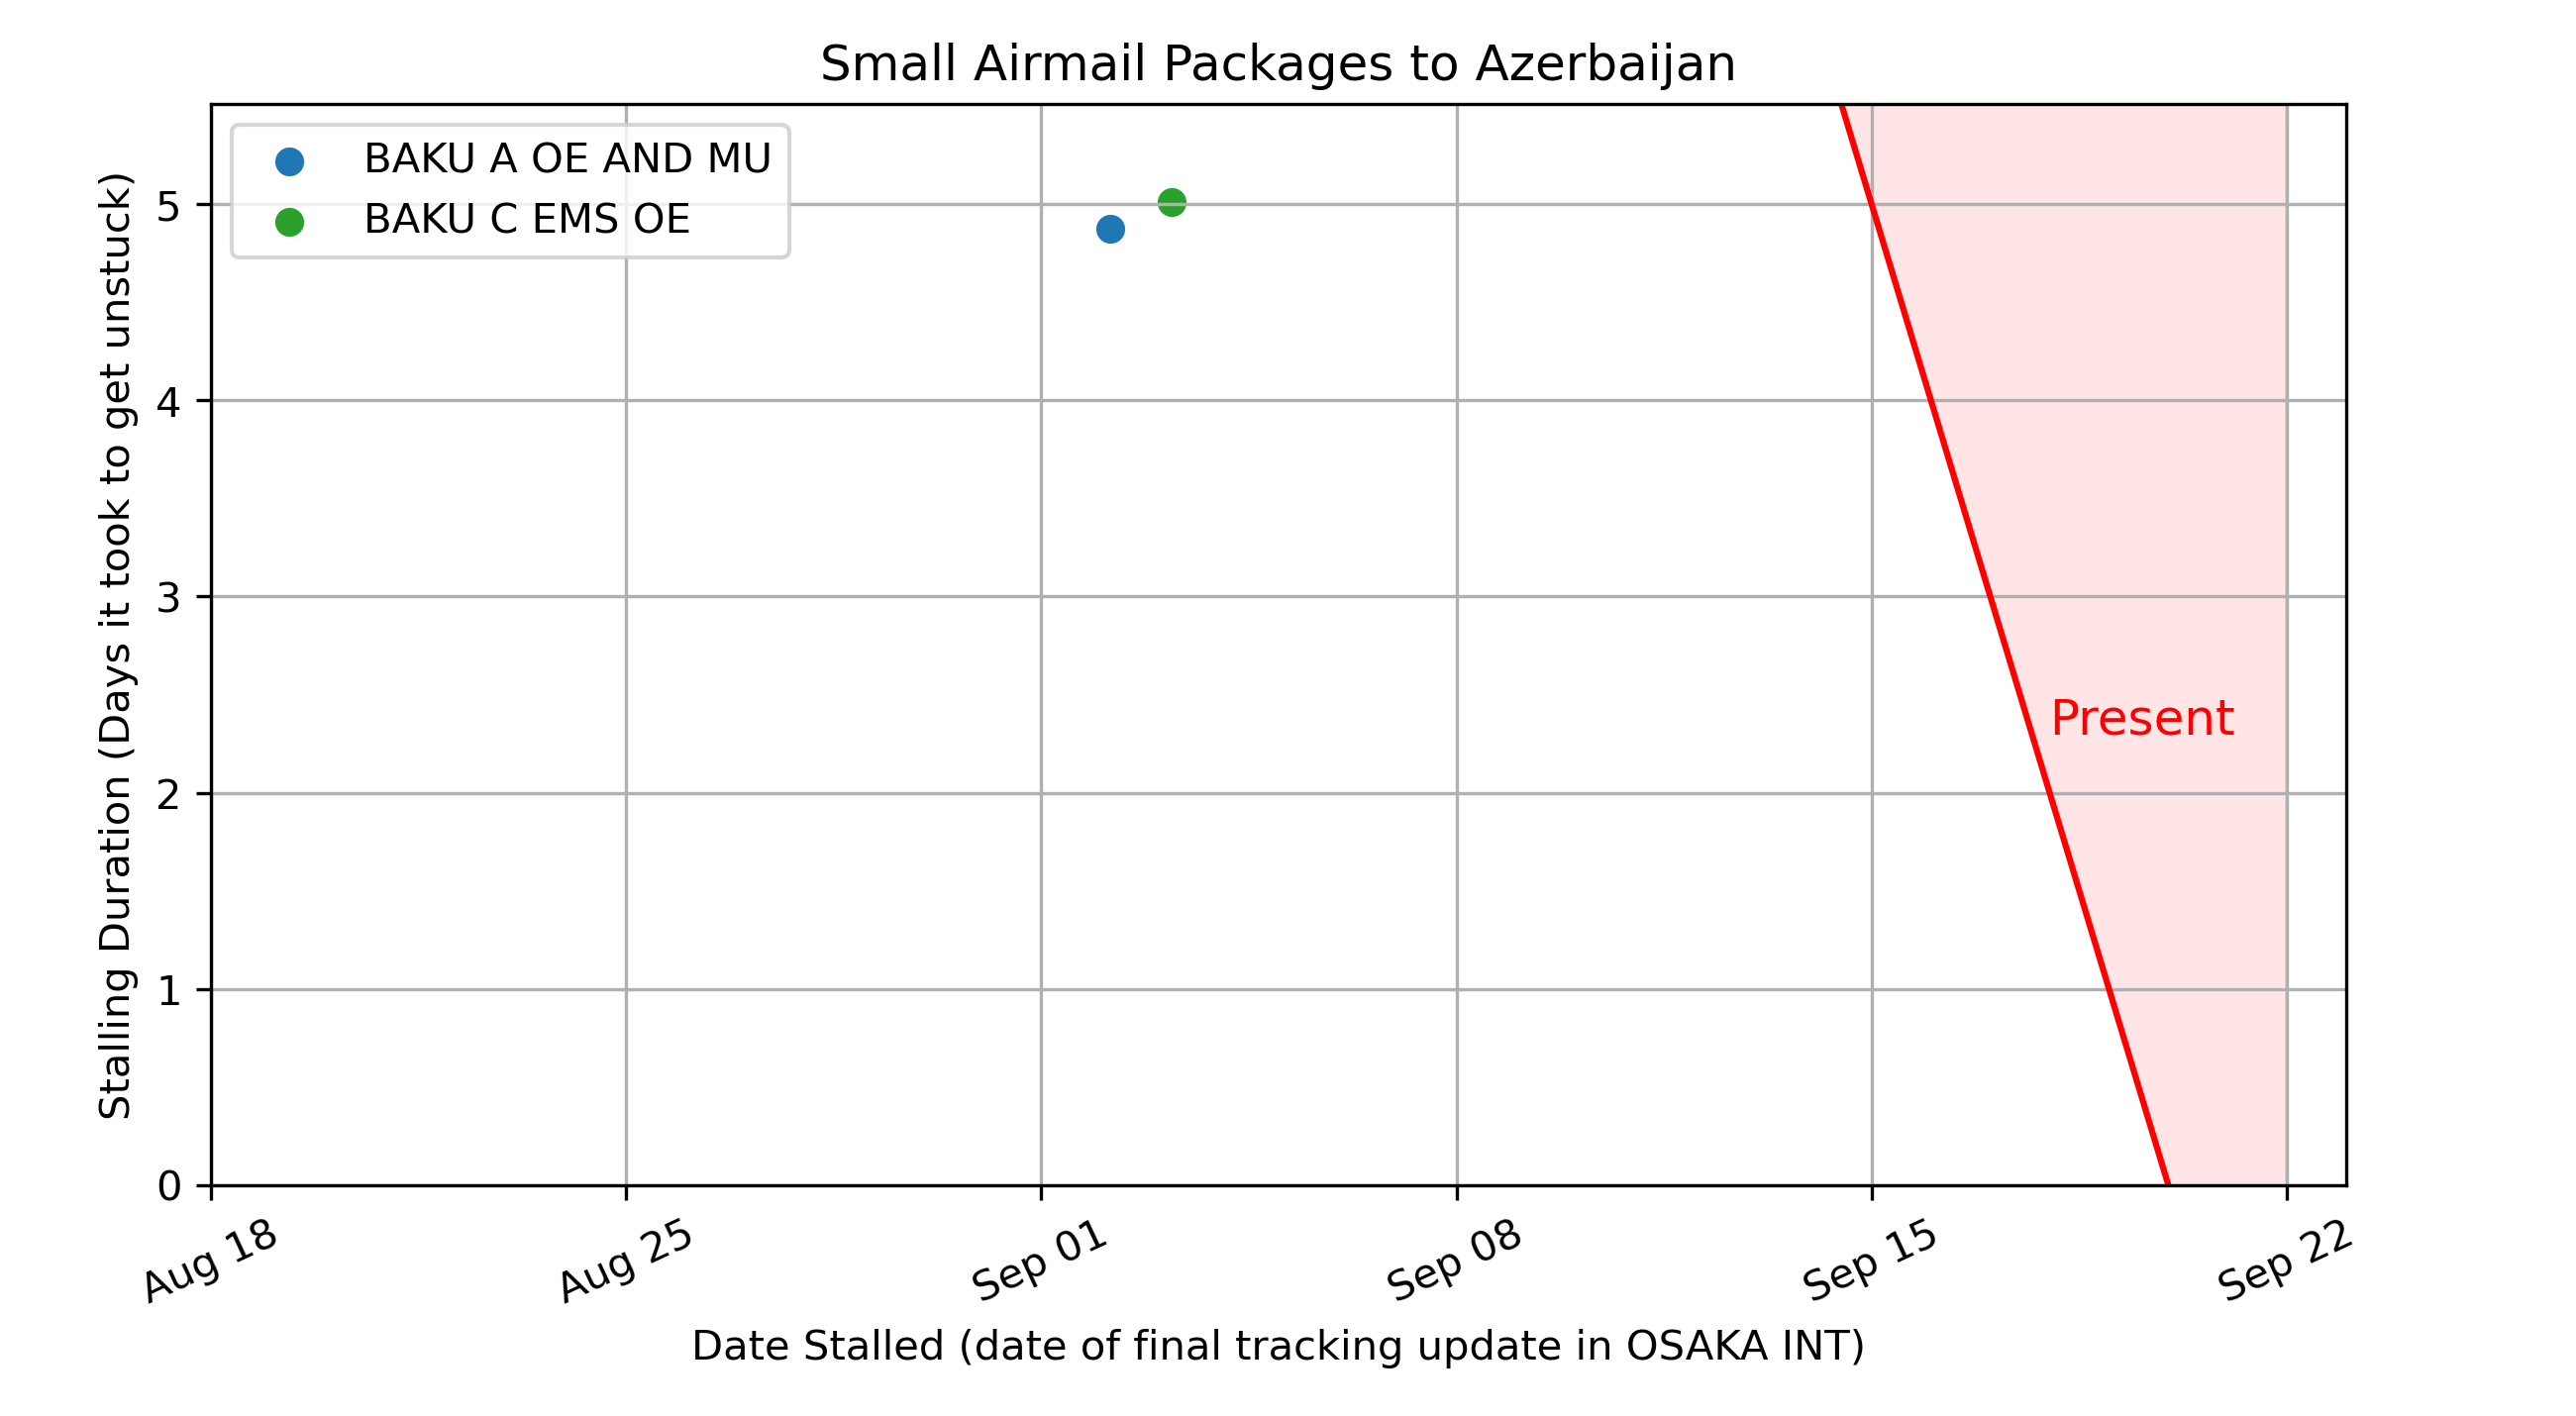 Small Airmail Packages to Azerbaijan
BAKU A OE AND MU
BAKU C EMS OE
Stalling Duration (Days it took to get unstuck)
5
4
3
2
1
0
Present
Aug 18
Aug 25
Sep 01
Sep 08
Sep 15
Sep 22
Date Stalled (date of final tracking update in OSAKA INT)